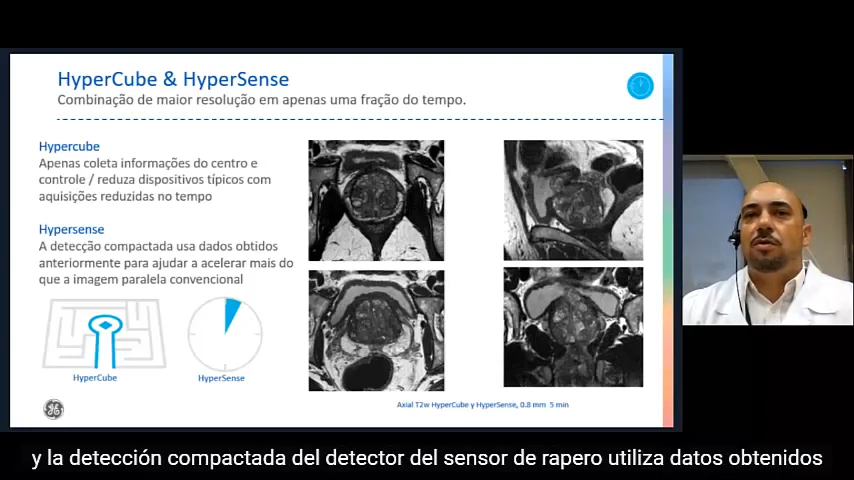 HyperCube & HyperSense
Combinação de maior resolução em apenas uma fração do tempo.
Hypercube
Apenas coleta informações do centro e
controle / reduza dispositivos típicos com
aquisições reduzidas no tempo
Hypersense
A detecção compactada usa dados obtidos
anteriormente para ajudar a acelerar mais do
que a imagem paralela convencional
HyperCube
HyperSense
Axial T2w HyperCube y HyperSense, 0.8 mm 5 min
y la detección compactada del detector del sensor de rapero utiliza datos obtenidos